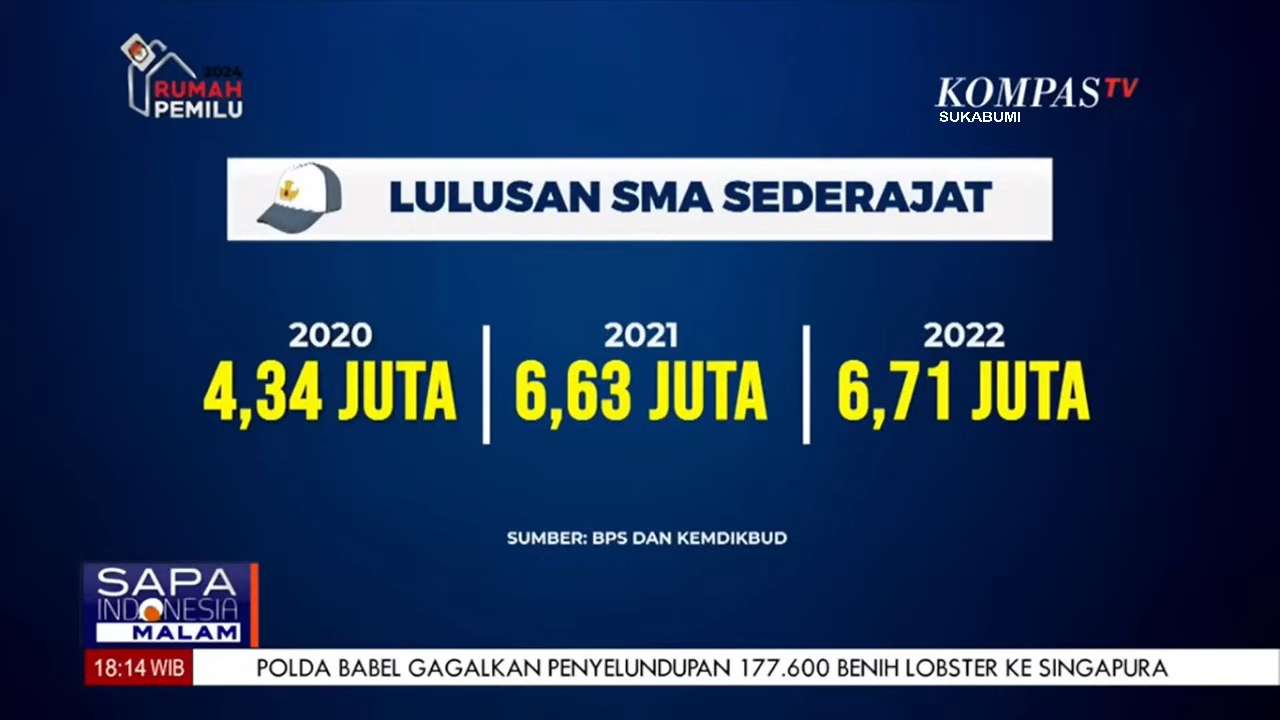 2024
RUMAH
PEMILU
KOMPAS TV
SUKABUMI
LULUSAN SMA SEDERAJAT
2020
4,34 JUTA
2021
6,63 JUTA
2022
6,71 JUTA
SUMBER: BPS DAN KEMDIKBUD
SAPA
INDONESIA
MALAM
18:14 WIB
POLDA BABEL GAGALKAN PENYELUNDUPAN 177.600 BENIH LOBSTER KE SINGAPURA